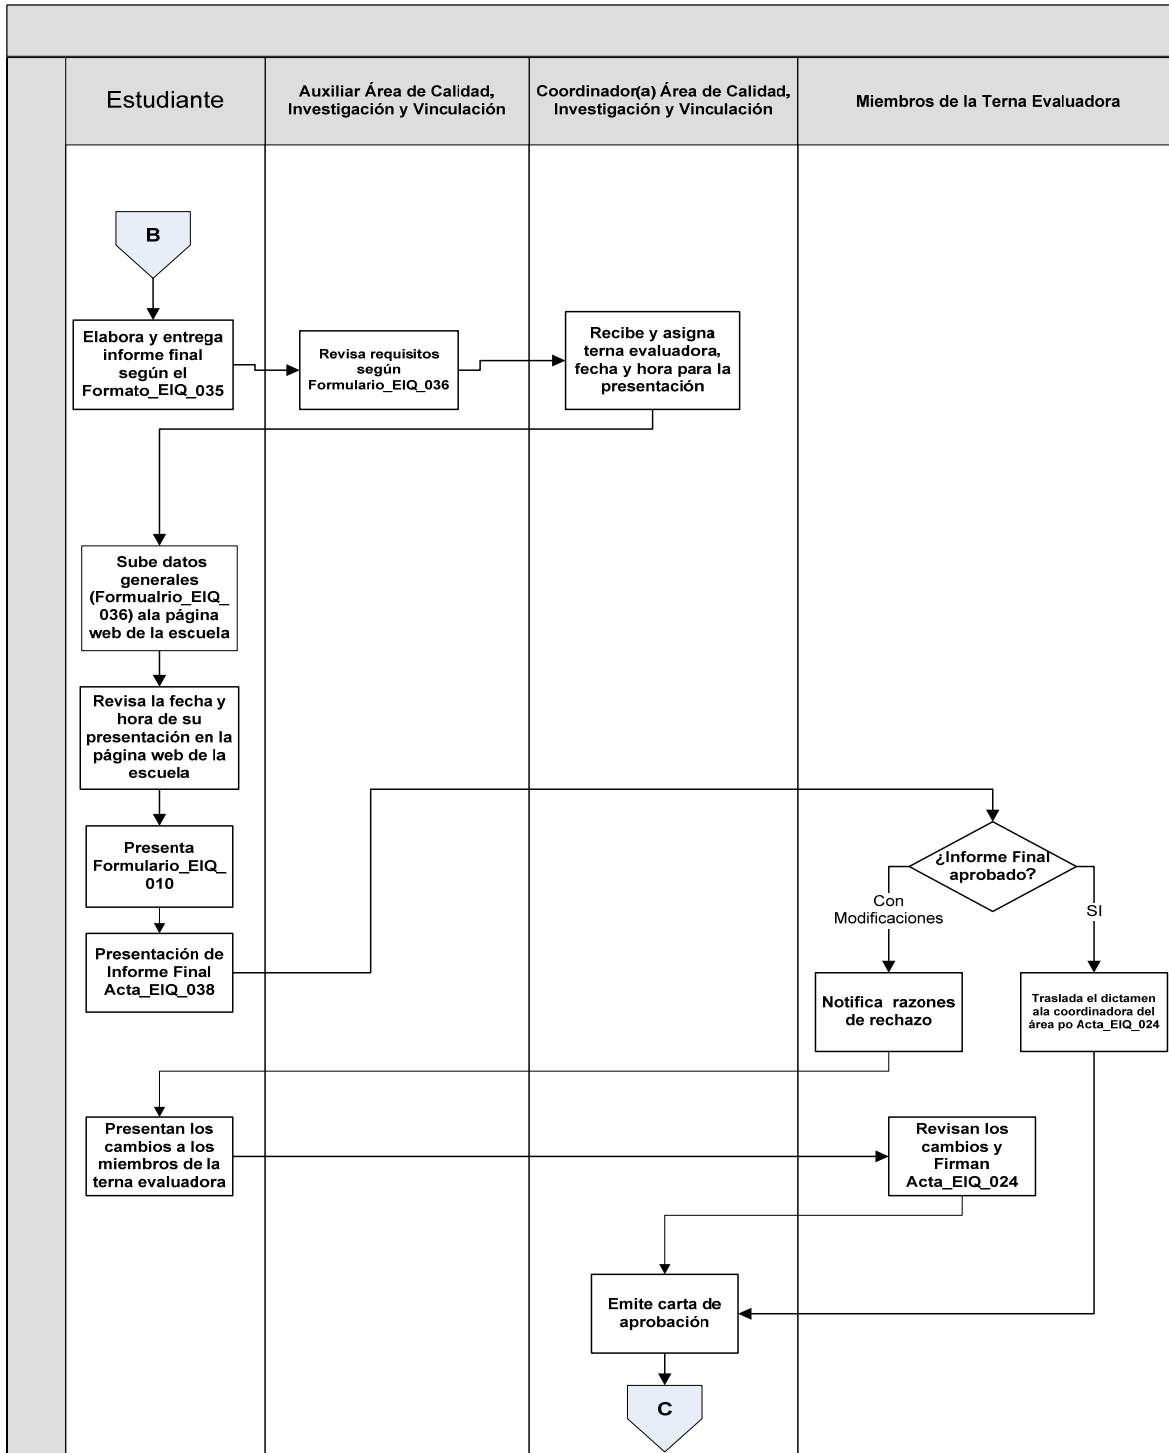 Estudiante
Auxiliar Área de Calidad,
Investigación y Vinculación
Coordinador(a) Área de Calidad,
Investigación y Vinculación
Miembros de la Terna Evaluadora
B
Elabora y entrega
informe final
según el
Formato_EIQ_035
Revisa requisitos
según
Formulario_EIQ_036
Recibe y asigna
terna evaluadora,
fecha y hora para la
presentación
Sube datos
generales
(Formualrio_EIQ_
036) ala página
web de la escuela
Revisa la fecha y
hora de su
presentación en la
página web de la
escuela
Presenta
Formulario_EIQ_
010
Presentación de
Informe Final
Acta_EIQ_038
¿Informe Final
aprobado?
Con
Modificaciones
SI
Notifica razones
de rechazo
Traslada el dictamen
ala coordinadora del
área po Acta_EIQ_024
Presentan los
cambios a los
miembros de la
terna evaluadora
Revisan los
cambios y
Firman
Acta_EIQ_024
Emite carta de
aprobación
C